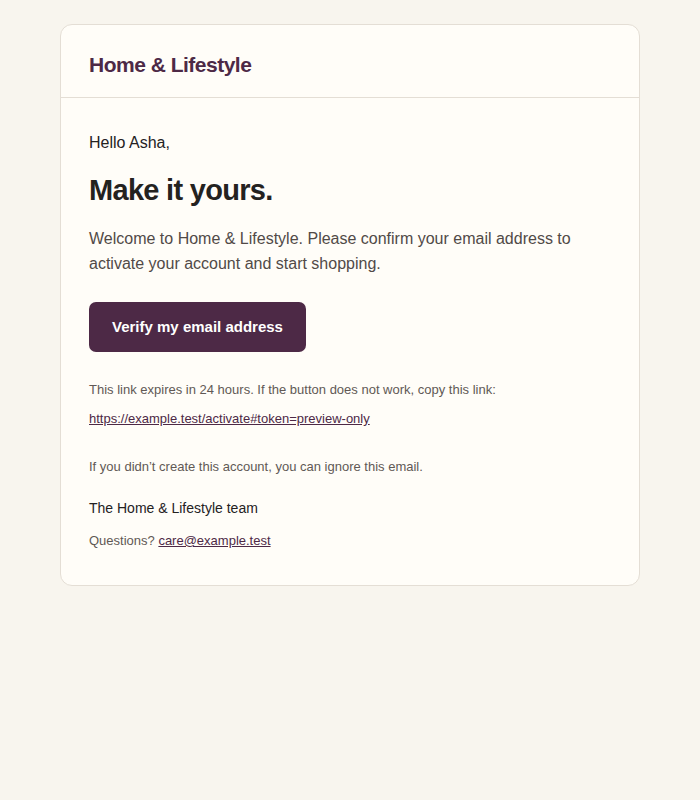 Home & Lifestyle
Hello Asha,
Make it yours.
Welcome to Home & Lifestyle. Please confirm your email address to
activate your account and start shopping.
Verify my email address
This link expires in 24 hours. If the button does not work, copy this link:
https://example.test/activate#token=preview-only
If you didn’t create this account, you can ignore this email.
The Home & Lifestyle team
Questions? care@example.test